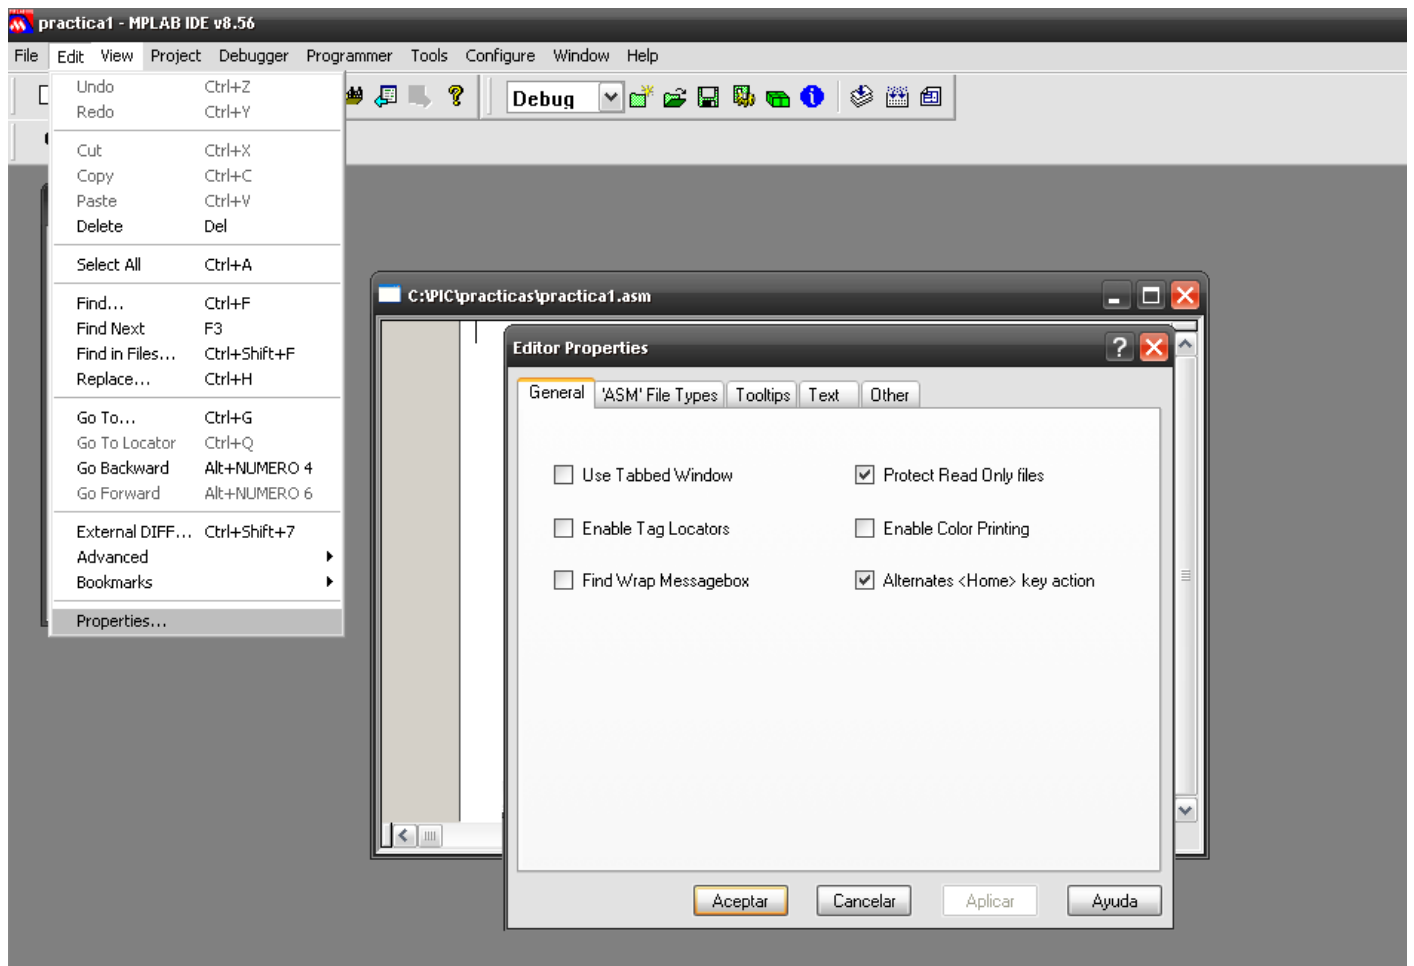 practica1 - MPLAB IDE v8.56
File Edit View Project Debugger Programmer Tools Configure Window Help
Debug
Undo Ctrl+Z
Redo Ctrl+Y
Cut Ctrl+X
Copy Ctrl+C
Paste Ctrl+V
Delete Del
Select All Ctrl+A
Find... Ctrl+F
Find Next F3
Find in Files... Ctrl+Shift+F
Replace... Ctrl+H
Go To... Ctrl+G
Go To Locator Ctrl+Q
Go Backward Alt+NUMERO 4
Go Forward Alt+NUMERO 6
External DIFF... Ctrl+Shift+7
Advanced
Bookmarks
Properties...
C:\PIC\practicas\practica1.asm
Editor Properties
General 'ASM' File Types Tooltips Text Other
Use Tabbed Window Protect Read Only files
Enable Tag Locators Enable Color Printing
Find Wrap Messagebox Alternates <Home> key action
Aceptar Cancelar Aplicar Ayuda